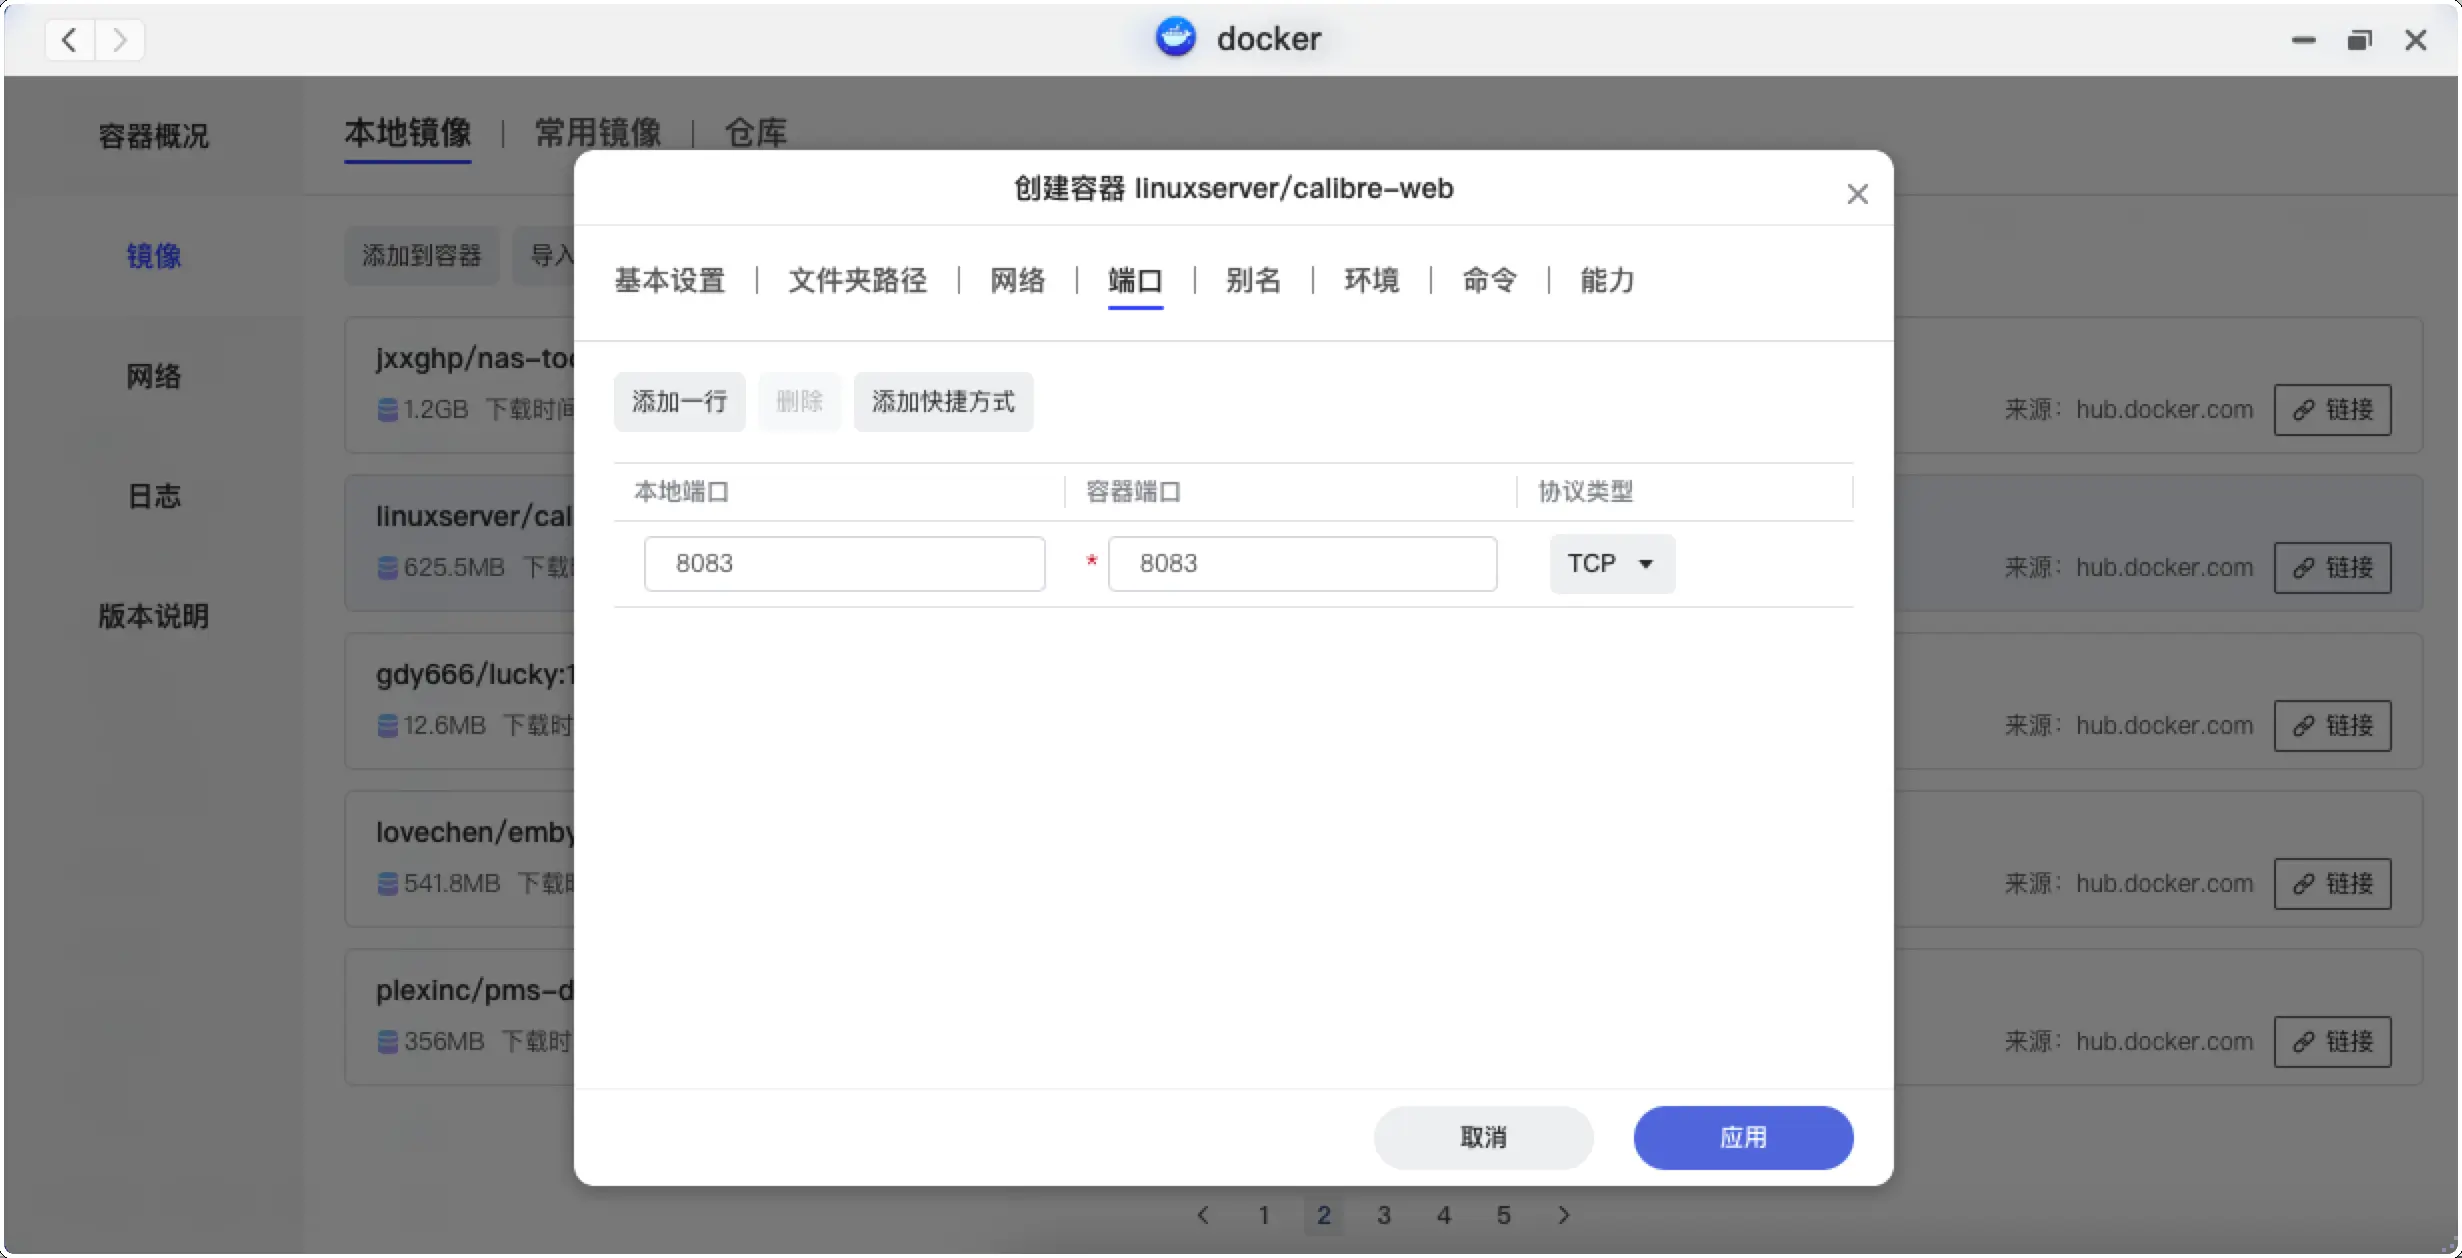 docker
容器概况
镜像
网络
日志
版本说明
本地镜像 | 常用镜像 | 仓库
添加到容器 导入
jxxghp/nas-too
1.2GB 下载时间
来源：hub.docker.com 链接
linuxserver/cal
625.5MB 下载
来源：hub.docker.com 链接
gdy666/lucky:1
12.6MB 下载时
来源：hub.docker.com 链接
lovechen/emby
541.8MB 下载
来源：hub.docker.com 链接
plexinc/pms-d
356MB 下载时
来源：hub.docker.com 链接
创建容器 linuxserver/calibre-web
基本设置 | 文件夹路径 | 网络 | 端口 | 别名 | 环境 | 命令 | 能力
添加一行 删除 添加快捷方式
本地端口 容器端口 协议类型
8083 * 8083 TCP
取消 应用
1 2 3 4 5